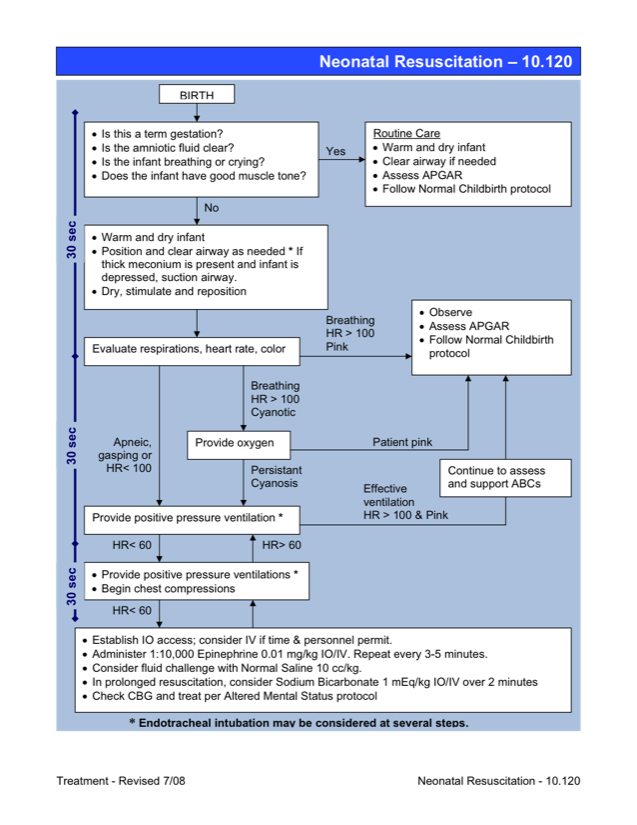 Neonatal Resuscitation – 10.120
BIRTH
• Is this a term gestation?
• Is the amniotic fluid clear?
• Is the infant breathing or crying?
• Does the infant have good muscle tone?
Yes
Routine Care
• Warm and dry infant
• Clear airway if needed
• Assess APGAR
• Follow Normal Childbirth protocol
No
30 sec
• Warm and dry infant
• Position and clear airway as needed * If
thick meconium is present and infant is
depressed, suction airway.
• Dry, stimulate and reposition
Evaluate respirations, heart rate, color
Breathing
HR > 100
Pink
• Observe
• Assess APGAR
• Follow Normal Childbirth
protocol
Breathing
HR > 100
Cyanotic
30 sec
Apneic,
gasping or
HR< 100
Provide oxygen
Patient pink
Persistant
Cyanosis
Continue to assess
and support ABCs
Effective
ventilation
HR > 100 & Pink
Provide positive pressure ventilation *
HR< 60
HR> 60
30 sec
• Provide positive pressure ventilations *
• Begin chest compressions
HR< 60
• Establish IO access; consider IV if time & personnel permit.
• Administer 1:10,000 Epinephrine 0.01 mg/kg IO/IV. Repeat every 3-5 minutes.
• Consider fluid challenge with Normal Saline 10 cc/kg.
• In prolonged resuscitation, consider Sodium Bicarbonate 1 mEq/kg IO/IV over 2 minutes
• Check CBG and treat per Altered Mental Status protocol
* Endotracheal intubation may be considered at several steps.
Treatment - Revised 7/08
Neonatal Resuscitation - 10.120